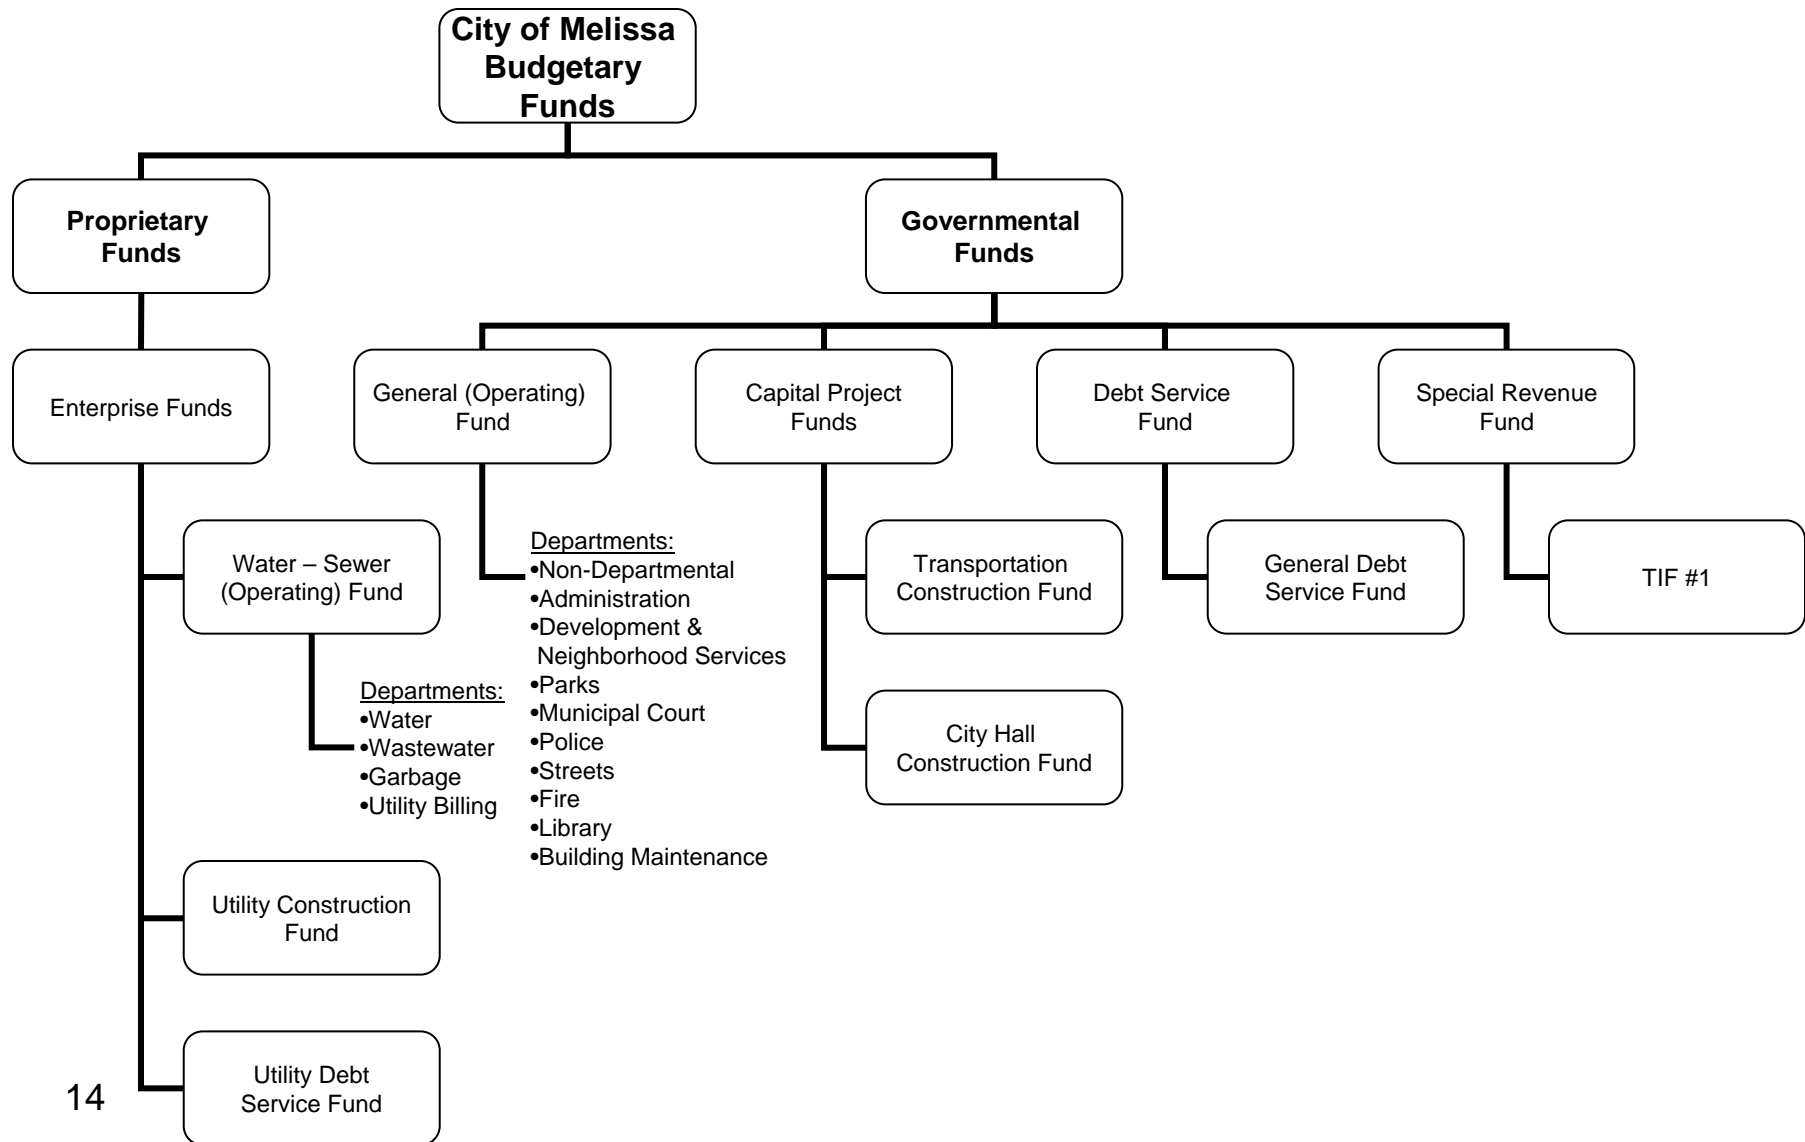 City of Melissa
Budgetary
Funds
Proprietary
Funds
Governmental
Funds
Enterprise Funds
General (Operating)
Fund
Capital Project
Funds
Debt Service
Fund
Special Revenue
Fund
Water – Sewer
(Operating) Fund
Departments:
•Water
•Wastewater
•Garbage
•Utility Billing
Departments:
•Non-Departmental
•Administration
•Development &
Neighborhood Services
•Parks
•Municipal Court
•Police
•Streets
•Fire
•Library
•Building Maintenance
Transportation
Construction Fund
City Hall
Construction Fund
General Debt
Service Fund
TIF #1
Utility Construction
Fund
Utility Debt
Service Fund
14